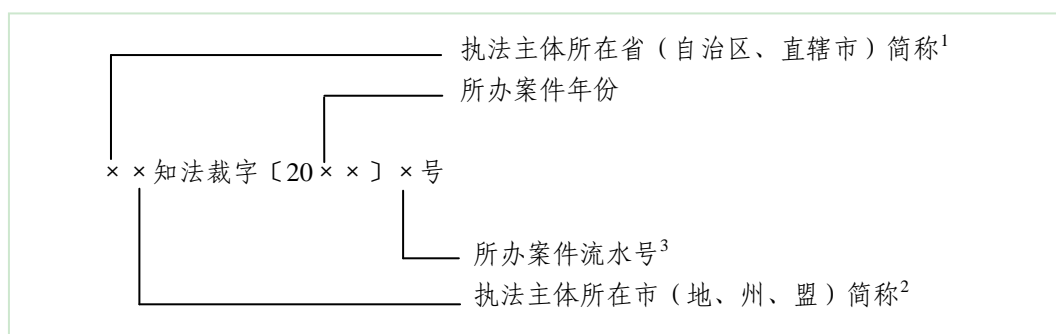 执法主体所在省（自治区、直辖市）简称1
所办案件年份
××知法裁字〔20××〕×号
所办案件流水号3
执法主体所在市（地、州、盟）简称2